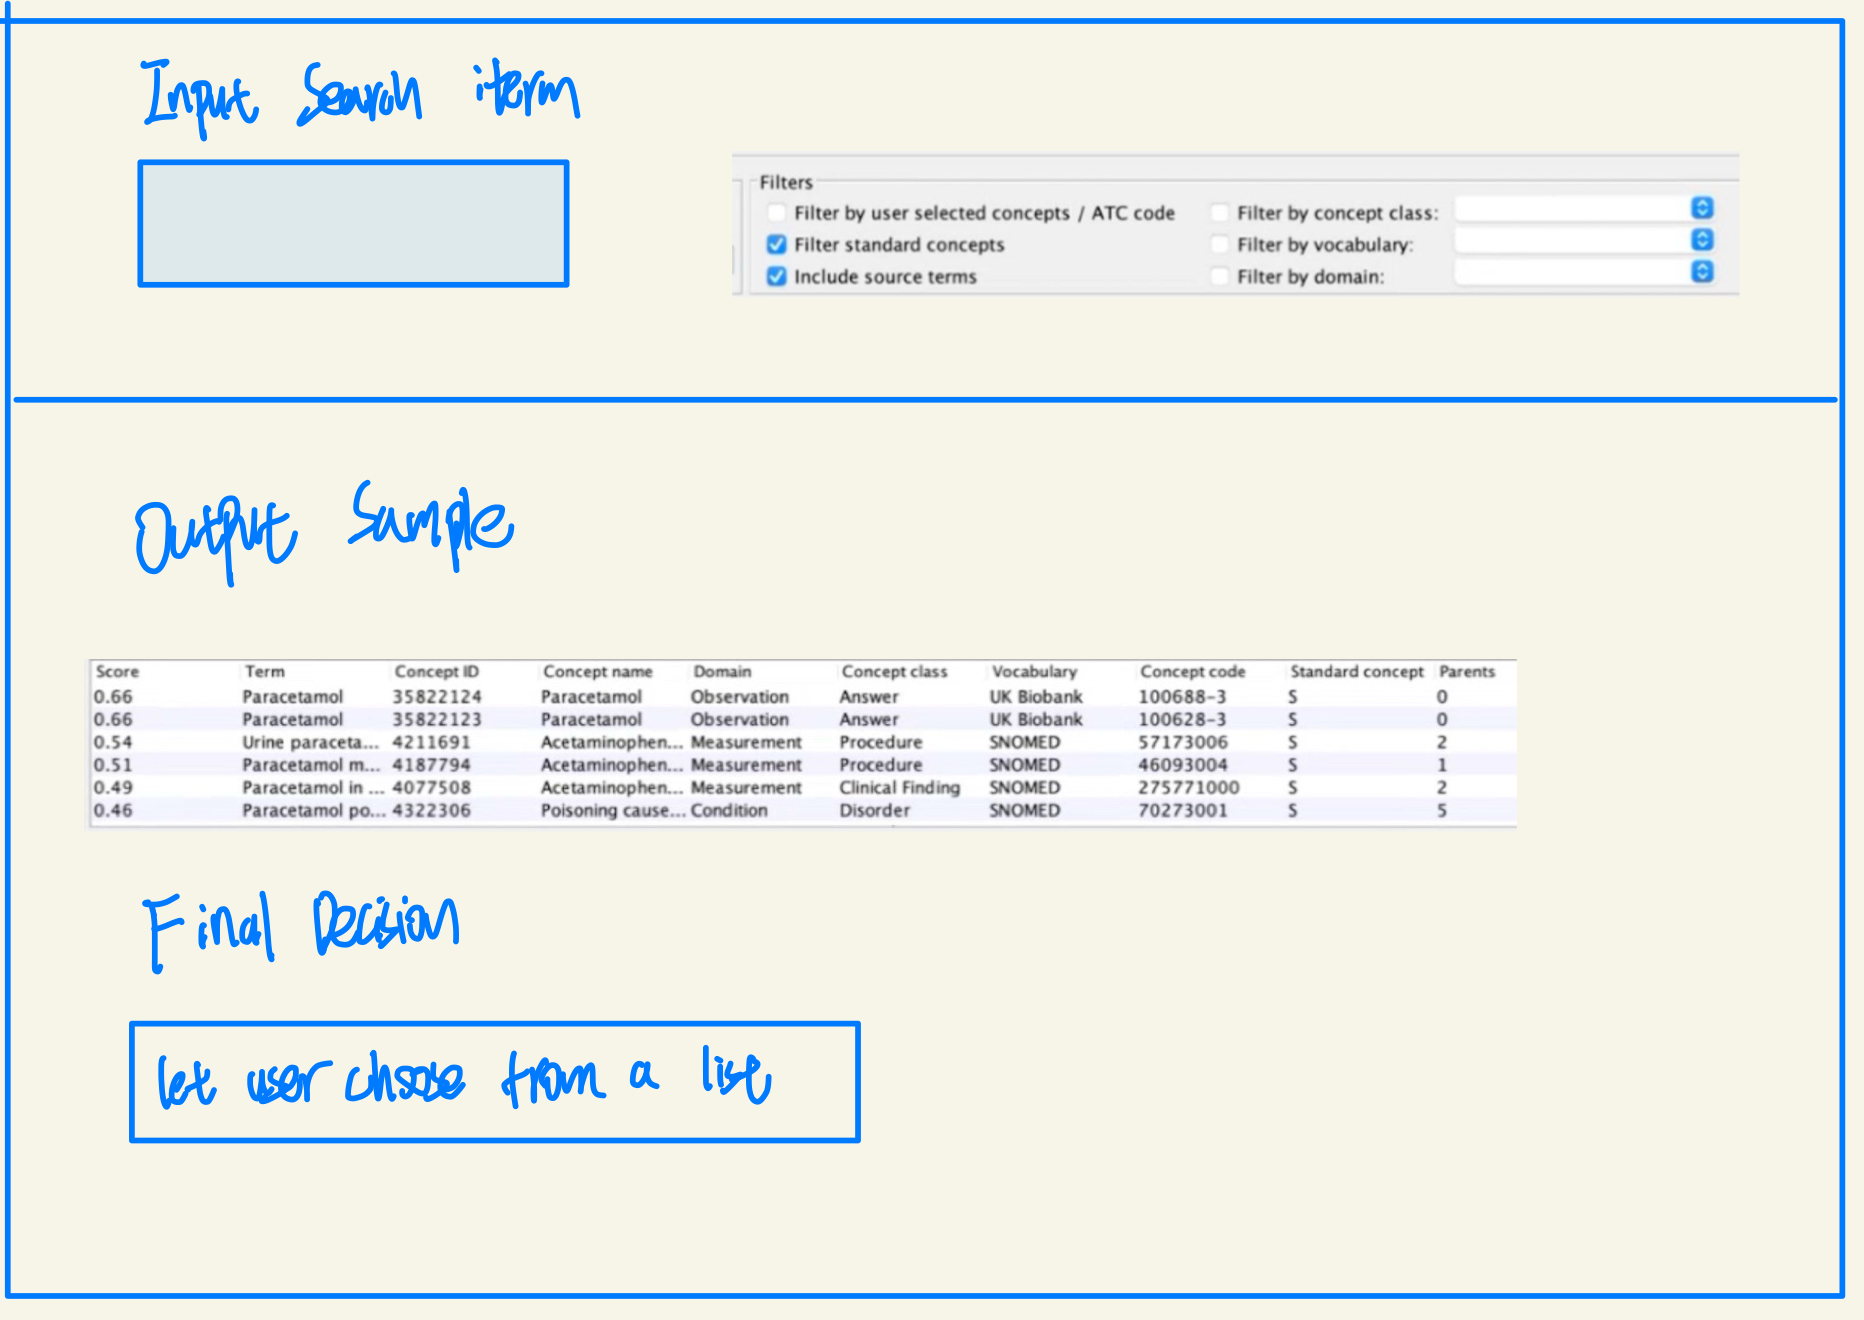 Input Search iterm
Filters
Filter by user selected concepts / ATC code Filter by concept class:
Filter standard concepts Filter by vocabulary:
Include source terms Filter by domain:
Output Sample
Score Term Concept ID Concept name Domain Concept class Vocabulary Concept code Standard concept Parents
0.66 Paracetamol 35822124 Paracetamol Observation Answer UK Biobank 100688-3 S 0
0.66 Paracetamol 35822123 Paracetamol Observation Answer UK Biobank 100628-3 S 0
0.54 Urine paraceta... 4211691 Acetaminophen... Measurement Procedure SNOMED 57173006 S 2
0.51 Paracetamol m... 4187794 Acetaminophen... Measurement Procedure SNOMED 46093004 S 1
0.49 Paracetamol in ... 4077508 Acetaminophen... Measurement Clinical Finding SNOMED 275771000 S 2
0.46 Paracetamol po... 4322306 Poisoning cause... Condition Disorder SNOMED 70273001 S 5
Final Decision
let user choose from a list